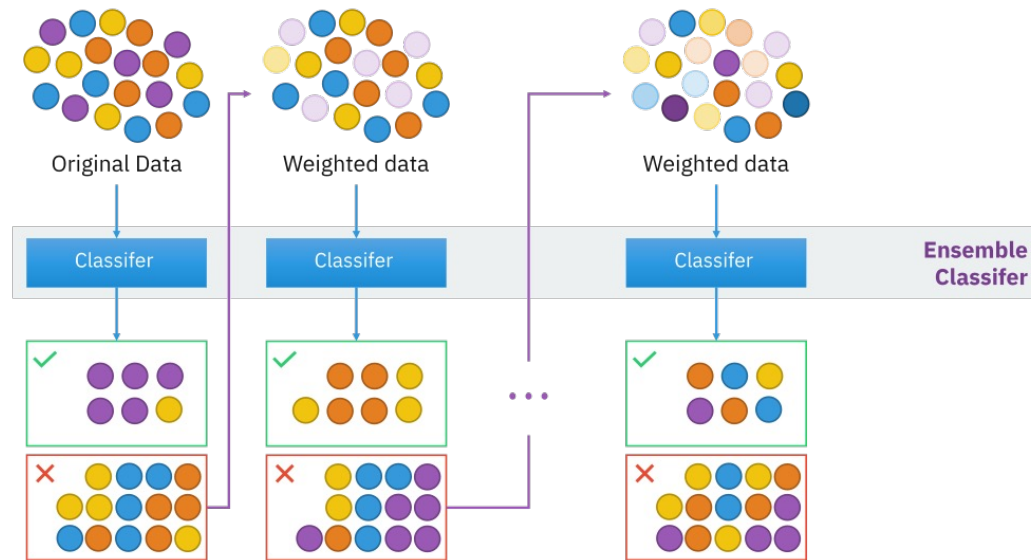 Original Data
Weighted data
Weighted data
Classifer
Classifer
Classifer
Ensemble
Classifer